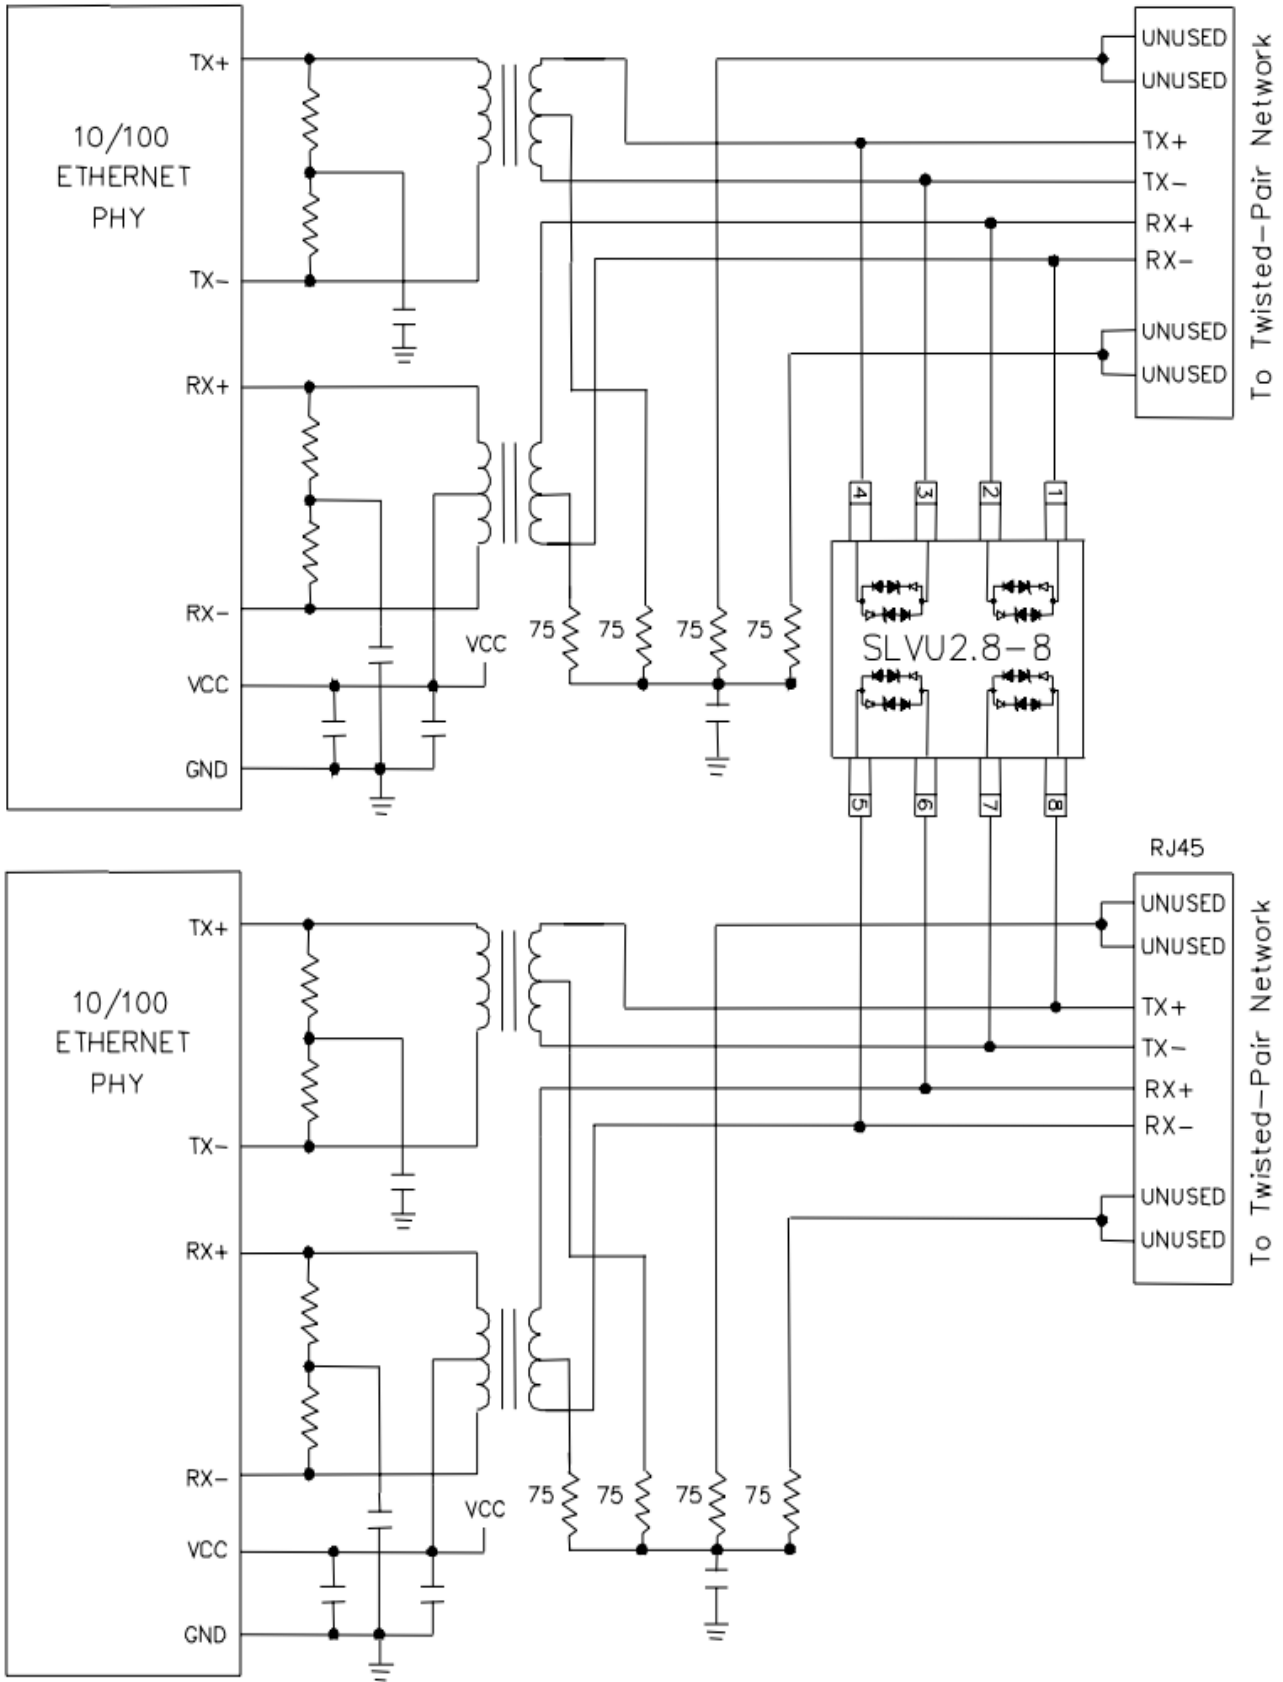 TX+
10/100
ETHERNET
PHY
TX-
RX+
RX-
VCC
GND
VCC
75
75
75
75
UNUSED
UNUSED
TX+
TX-
RX+
RX-
UNUSED
UNUSED
To Twisted-Pair Network
4
3
2
1
SLVU2.8-8
5
6
7
8
RJ45
TX+
10/100
ETHERNET
PHY
TX-
RX+
RX-
VCC
GND
VCC
75
75
75
75
UNUSED
UNUSED
TX+
TX-
RX+
RX-
UNUSED
UNUSED
To Twisted-Pair Network